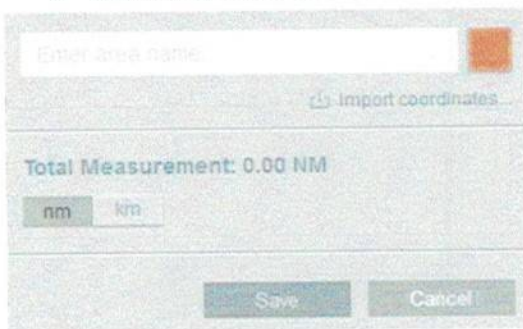 Enter area name...
Import coordinates...
Total Measurement: 0.00 NM
nm km
Save Cancel